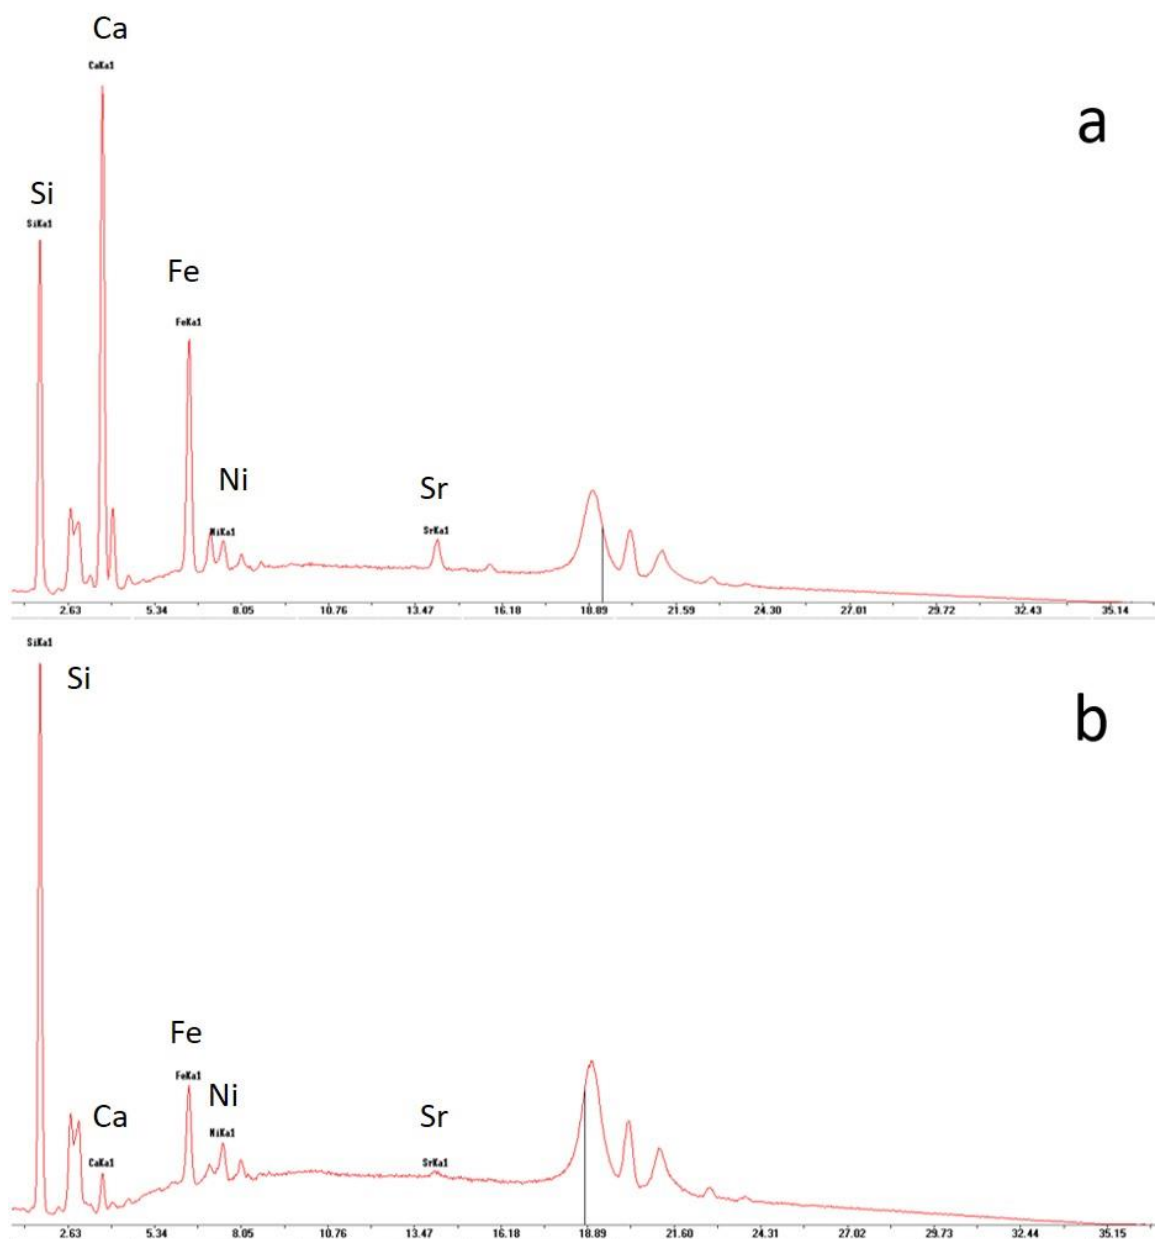 Ca
CaKa1
a
Si
SiKa1
Fe
FeKa1
Ni
NiKa1
Sr
SrKa1
2.63 5.34 8.05 10.76 13.47 16.18 18.89 21.59 24.30 27.01 29.72 32.43 35.14
SiKa1
Si
b
Fe
FeKa1
Ni
NiKa1
Ca
CaKa1
Sr
SrKa1
2.63 5.34 8.05 10.76 13.47 16.18 18.89 21.60 24.31 27.02 29.73 32.44 35.15